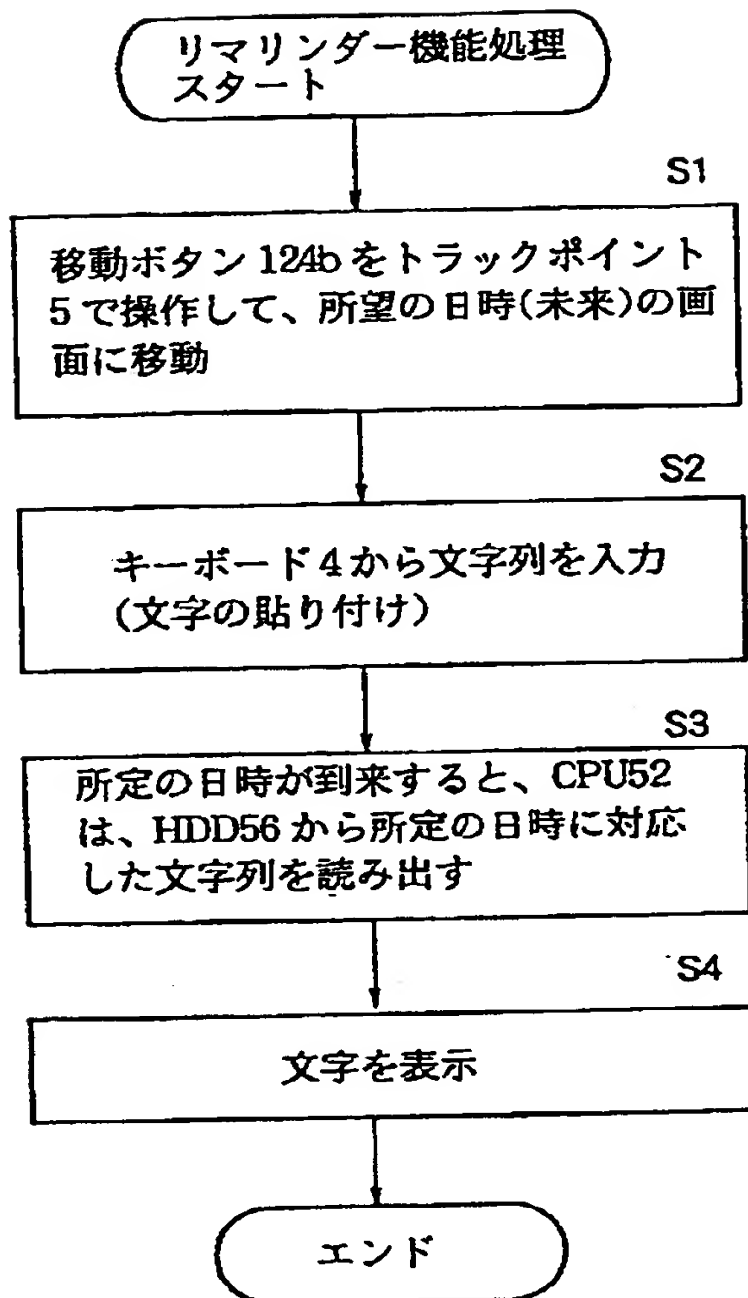 リマリンダー機能処理
スタート
S1
移動ボタン124bをトラックポイント
5で操作して、所望の日時(未来)の画
面に移動
S2
キーボード4から文字列を入力
(文字の貼り付け)
S3
所定の日時が到来すると、CPU52
は、HDD56から所定の日時に対応
した文字列を読み出す
S4
文字を表示
エンド